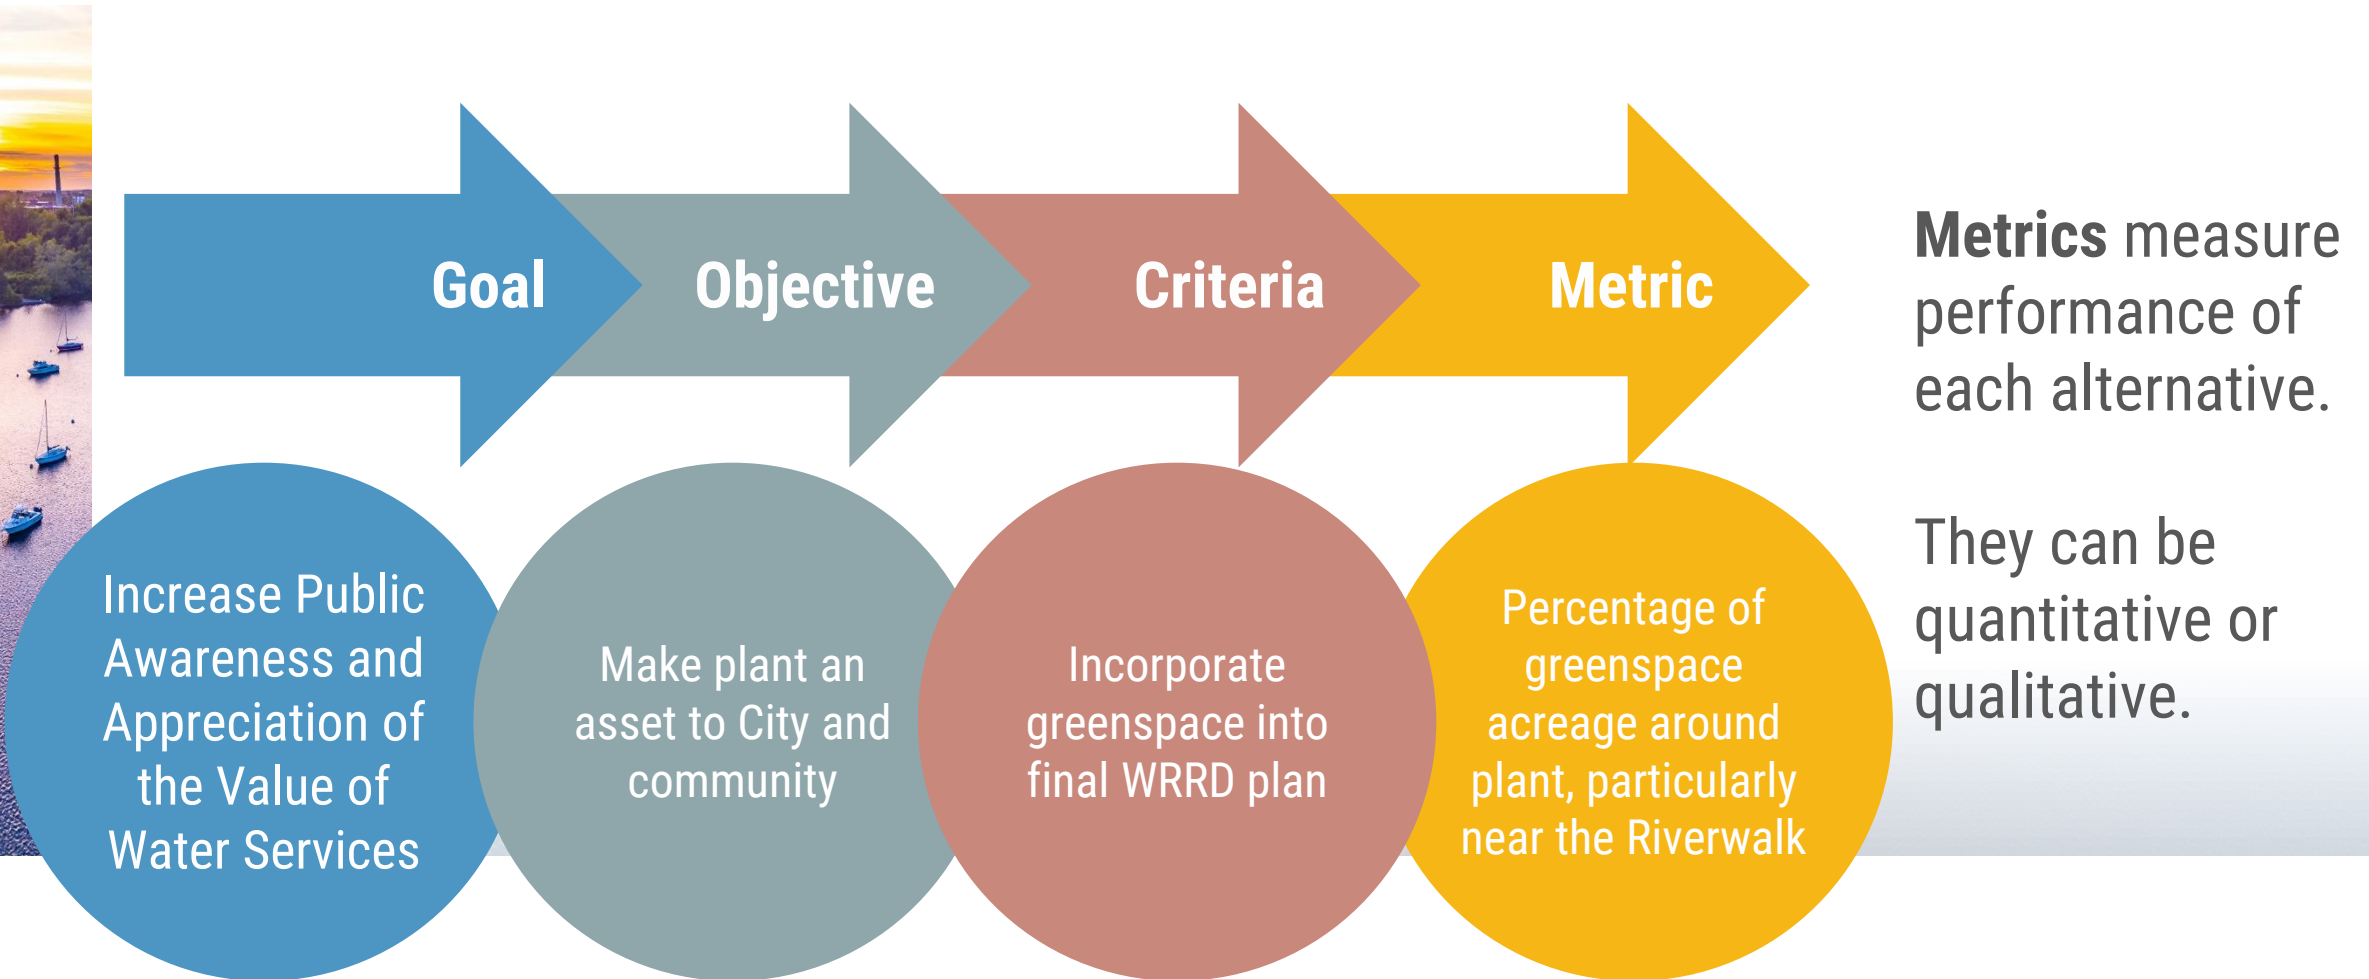 Goal
Objective
Criteria
Metric
Increase Public
Awareness and
Appreciation of
the Value of
Water Services
Make plant an
asset to City and
community
Incorporate
greenspace into
final WRRD plan
Percentage of
greenspace
acreage around
plant, particularly
near the Riverwalk
Metrics measure
performance of
each alternative.
They can be
quantitative or
qualitative.